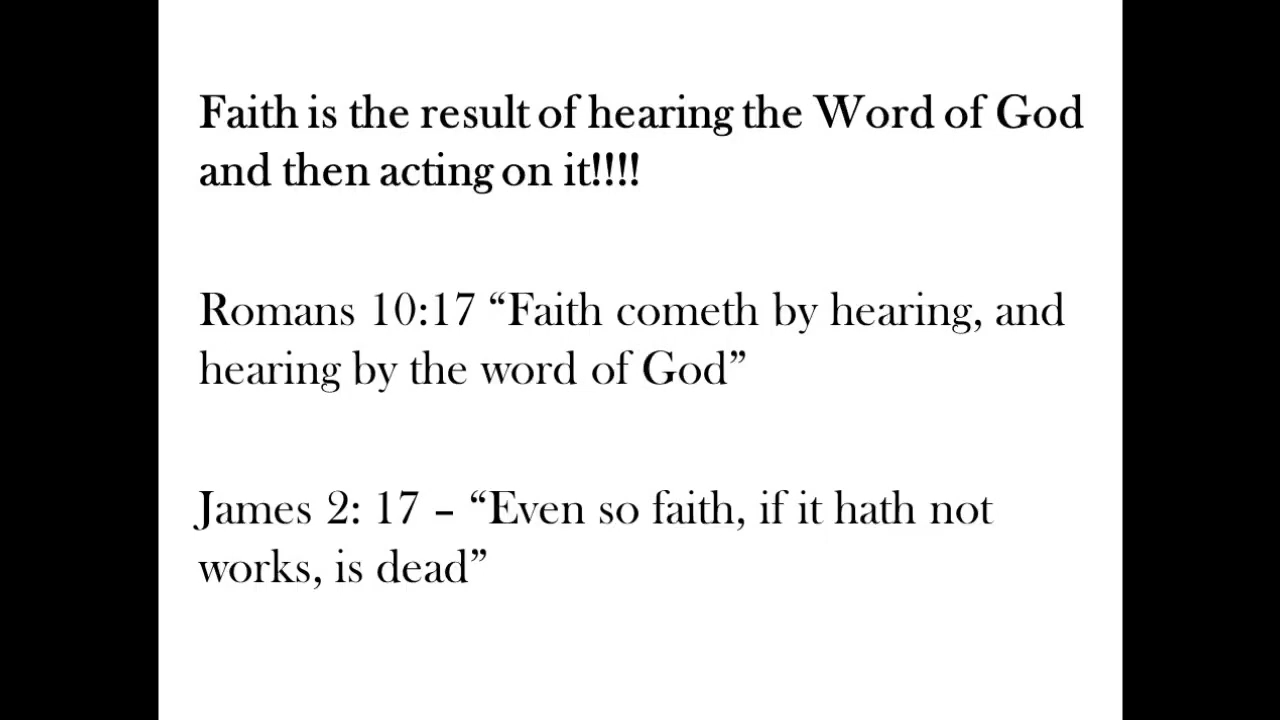 Faith is the result of hearing the Word of God
and then acting on it!!!!
Romans 10:17 “Faith cometh by hearing, and
hearing by the word of God”
James 2: 17 – “Even so faith, if it hath not
works, is dead”